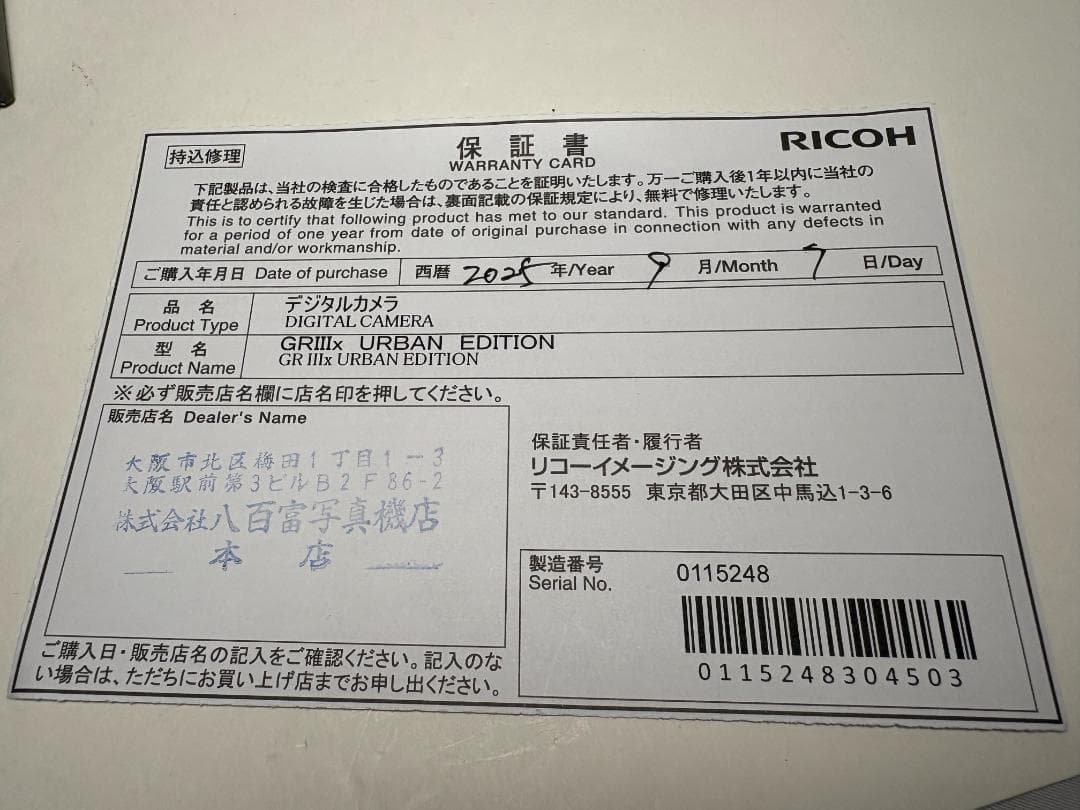 持込修理
保証書
WARRANTY CARD
RICOH
下記製品は、当社の検査に合格したものであることを証明いたします。万一ご購入後1年以内に当社の
責任と認められる故障を生じた場合は、裏面記載の保証規定により、無料で修理いたします。
This is to certify that following product has met to our standard. This product is warranted
for a period of one year from date of original purchase in connection with any defects in
material and/or workmanship.
ご購入年月日 Date of purchase 西暦 2025 年/Year 9 月/Month 7 日/Day
品名 デジタルカメラ
Product Type DIGITAL CAMERA
型名 GRIIIx URBAN EDITION
Product Name GR IIIx URBAN EDITION
※必ず販売店名欄に店名印を押してください。
販売店名 Dealer's Name
大阪市北区梅田1丁目1-3
大阪駅前第3ビルB2F86-2
株式会社八百富写真機店
本店
保証責任者・履行者
リコーイメージング株式会社
〒143-8555 東京都大田区中馬込1-3-6
製造番号
Serial No. 0115248
0115248304503
ご購入日・販売店名の記入をご確認ください。記入のな
い場合は、ただちにお買い上げ店までお申し出ください。